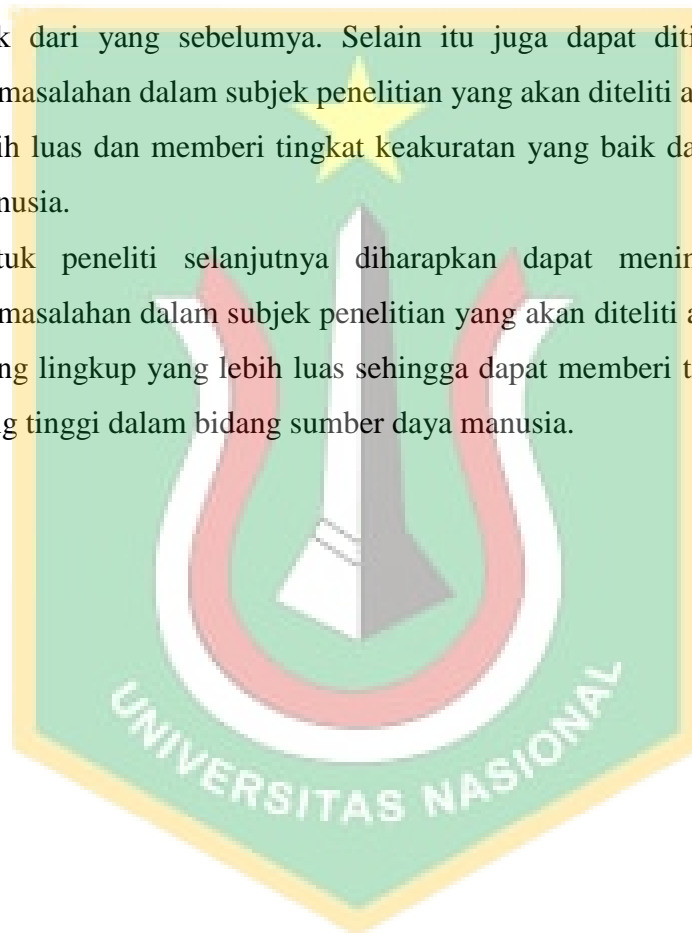 k dari yang sebelumya. Selain itu juga dapat diti
masalahan dalam subjek penelitian yang akan diteliti a
ih luas dan memberi tingkat keakuratan yang baik da
nusia.
tuk peneliti selanjutnya diharapkan dapat menin
masalahan dalam subjek penelitian yang akan diteliti a
ng lingkup yang lebih luas sehingga dapat memberi t
g tinggi dalam bidang sumber daya manusia.
UNIVERSITAS NASIONAL